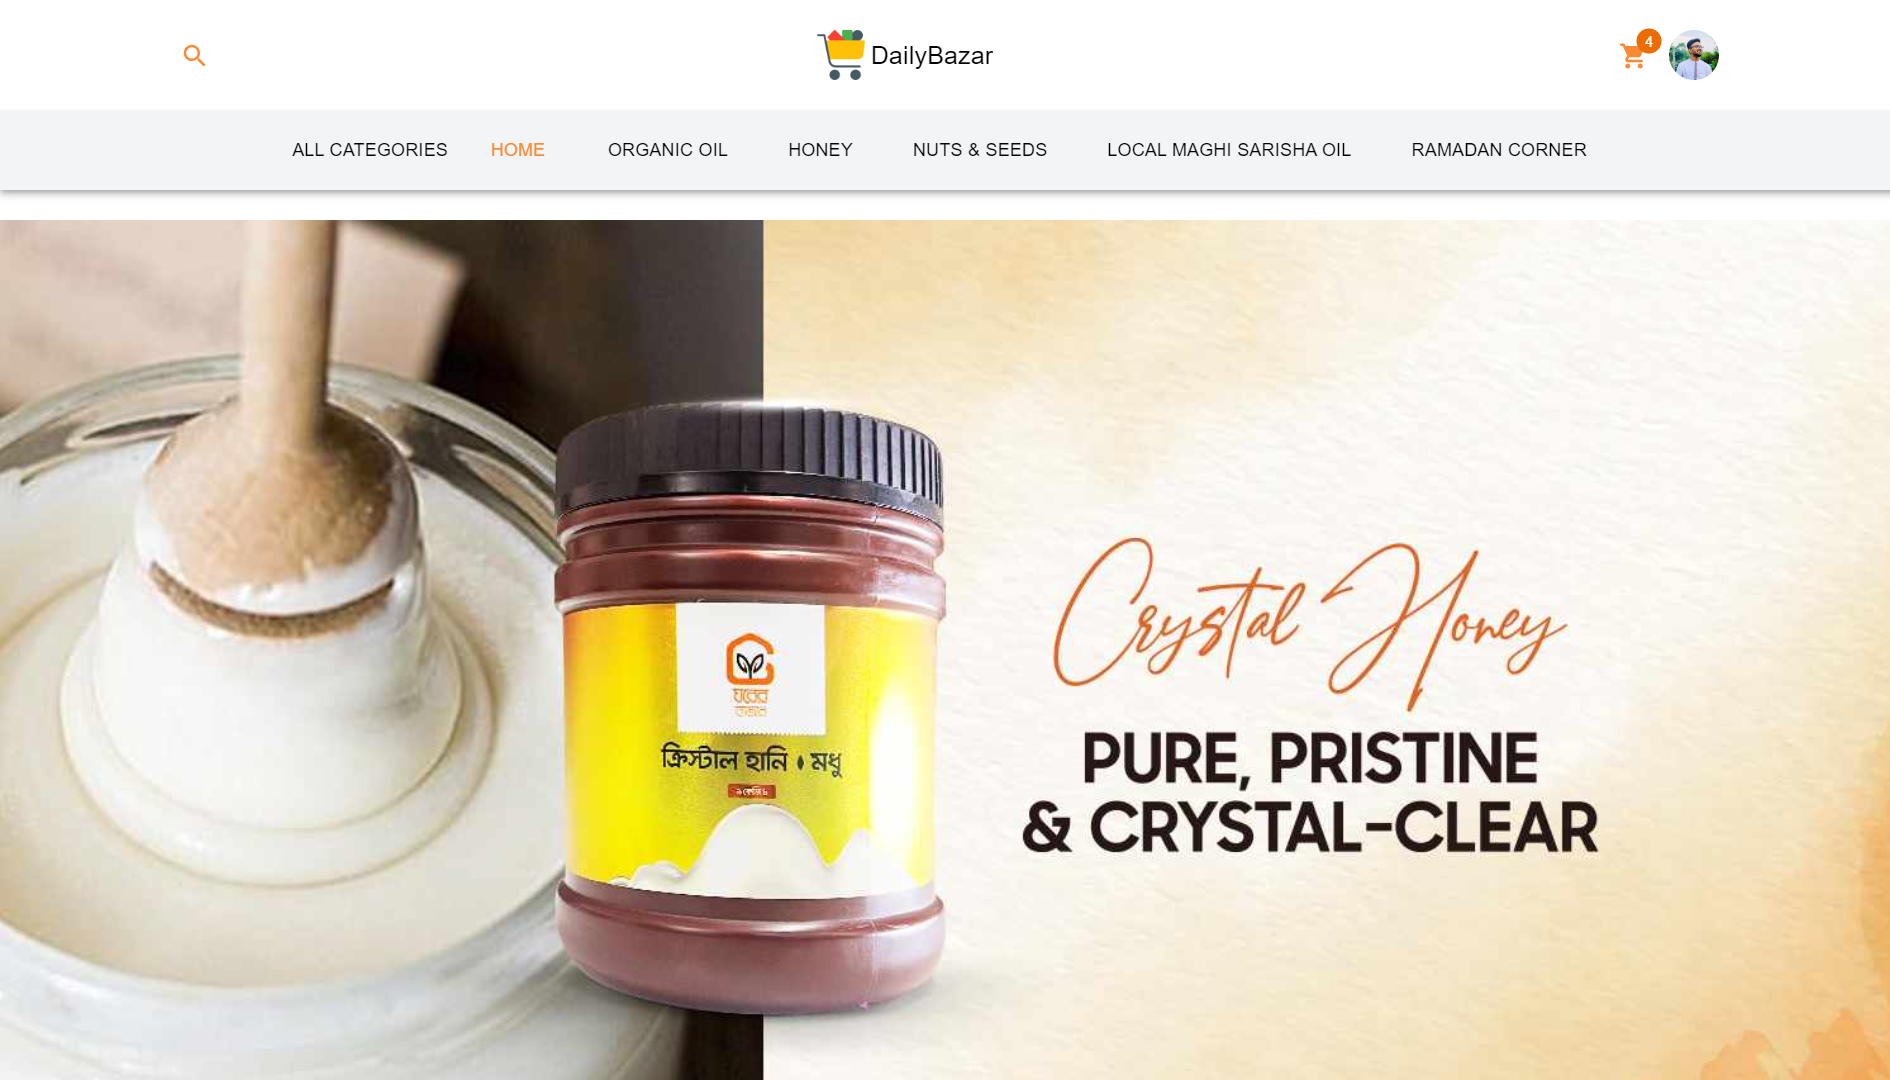 DailyBazar
4
ALL CATEGORIES HOME ORGANIC OIL HONEY NUTS & SEEDS LOCAL MAGHI SARISHA OIL RAMADAN CORNER
Crystal Honey
PURE, PRISTINE
& CRYSTAL-CLEAR
ঘরের
বাজার
ক্রিস্টাল হানি • মধু